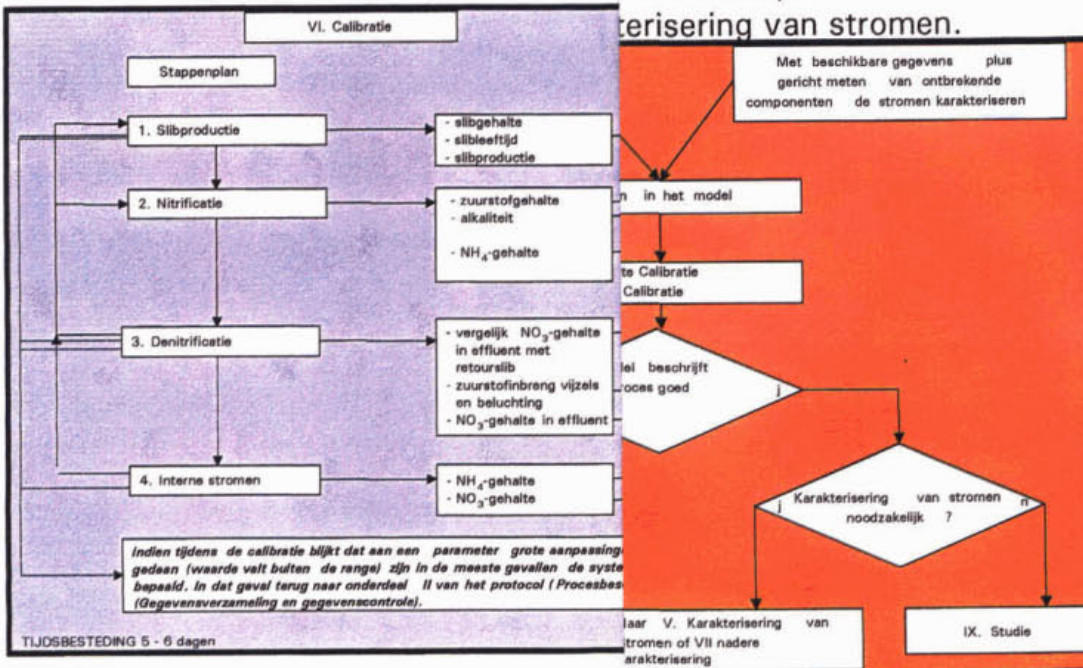 VI. Calibratie
Stappenplan
1. Slibproductie
- slibgehalte
- slibleeftijd
- slibproductie
2. Nitrificatie
- zuurstofgehalte
- alkaliteit
- NH₄-gehalte
3. Denitrificatie
- vergelijk NO₃-gehalte
in effluent met
retourslib
- zuurstofinbreng vijzels
en beluchting
- NO₃-gehalte in effluent
4. Interne stromen
- NH₄-gehalte
- NO₃-gehalte
Indien tijdens de calibratie blijkt dat aan een parameter grote aanpassinge
gedaan (waarde valt buiten de range) zijn in de meeste gevallen de syste
bepaald. In dat geval terug naar onderdeel II van het protocol (Procesbes
(Gegevensverzameling en gegevenscontrole).
TIJDSBESTEDING 5 - 6 dagen
terisering van stromen.
Met beschikbare gegevens plus
gericht meten van ontbrekende
componenten de stromen karakteriseren
n in het model
te Calibratie
Calibratie
del beschrijft
roces goed
j
Karakterisering van stromen
noodzakelijk ?
j
n
laar V. Karakterisering van
stromen of VII nadere
arakterisering
IX. Studie